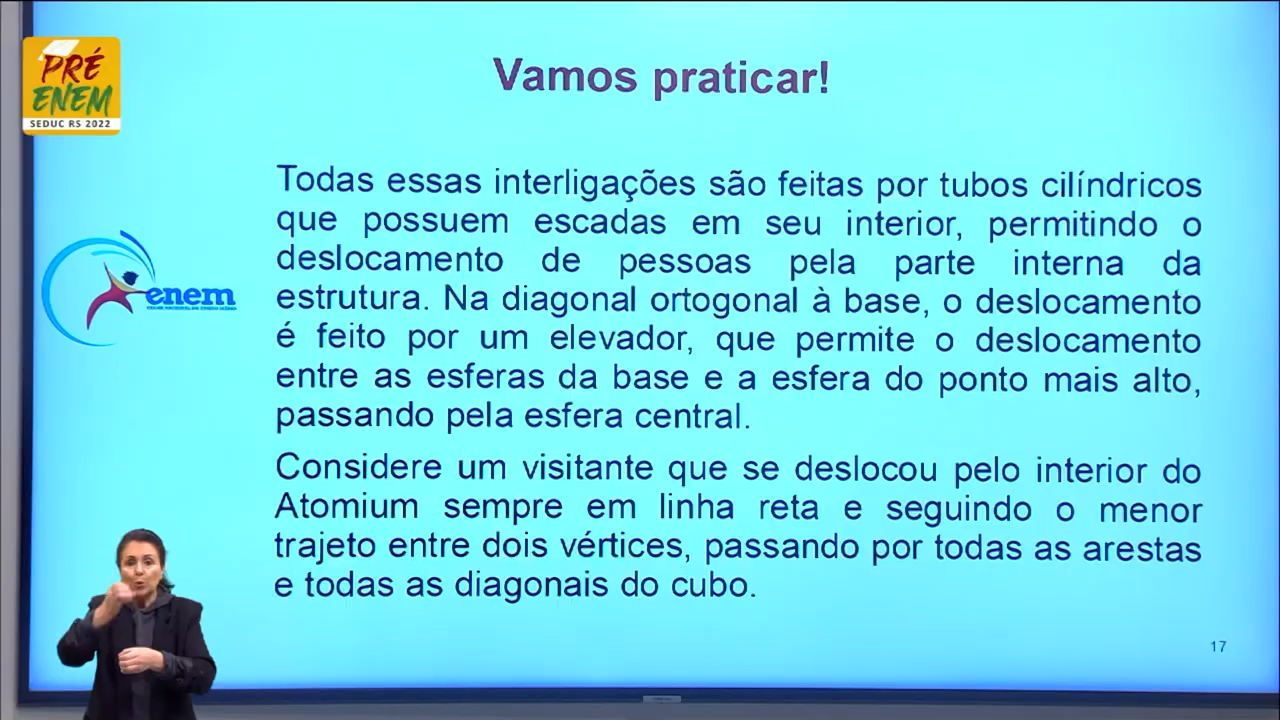 PRÉ
ENEM
SEDUC RS 2022
Vamos praticar!
Todas essas interligações são feitas por tubos cilíndricos
que possuem escadas em seu interior, permitindo o
deslocamento de pessoas pela parte interna da
estrutura. Na diagonal ortogonal à base, o deslocamento
é feito por um elevador, que permite o deslocamento
entre as esferas da base e a esfera do ponto mais alto,
passando pela esfera central.
enem
Considere um visitante que se deslocou pelo interior do
Atomium sempre em linha reta e seguindo o menor
trajeto entre dois vértices, passando por todas as arestas
e todas as diagonais do cubo.
17